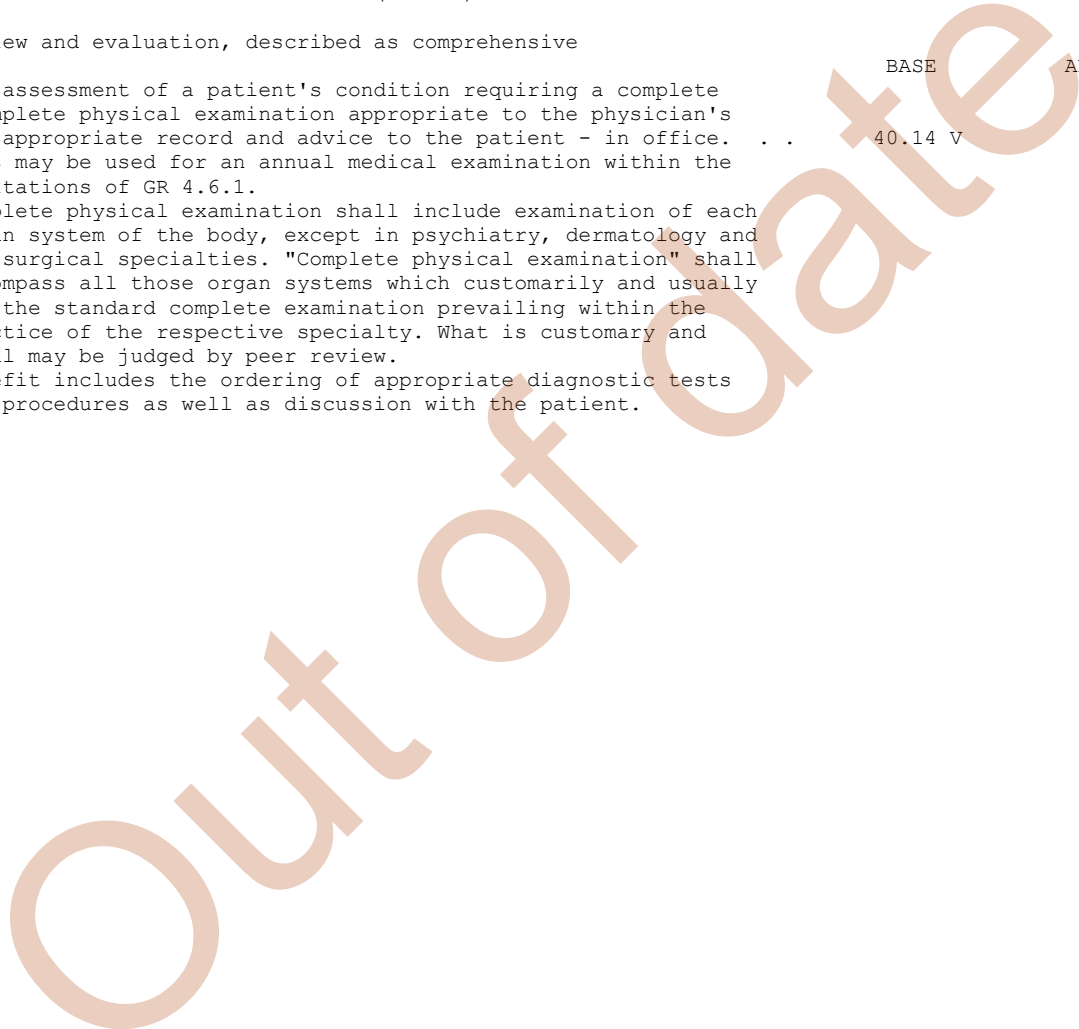 ew and evaluation, described as comprehensive
BASE
assessment of a patient's condition requiring a complete
plete physical examination appropriate to the physician's
appropriate record and advice to the patient - in office. . . 40.14 V
may be used for an annual medical examination within the
tations of GR 4.6.1.
plete physical examination shall include examination of each
n system of the body, except in psychiatry, dermatology and
surgical specialties. "Complete physical examination" shall
ompass all those organ systems which customarily and usually
the standard complete examination prevailing within the
ctice of the respective specialty. What is customary and
l may be judged by peer review.
efit includes the ordering of appropriate diagnostic tests
procedures as well as discussion with the patient.
Out of date